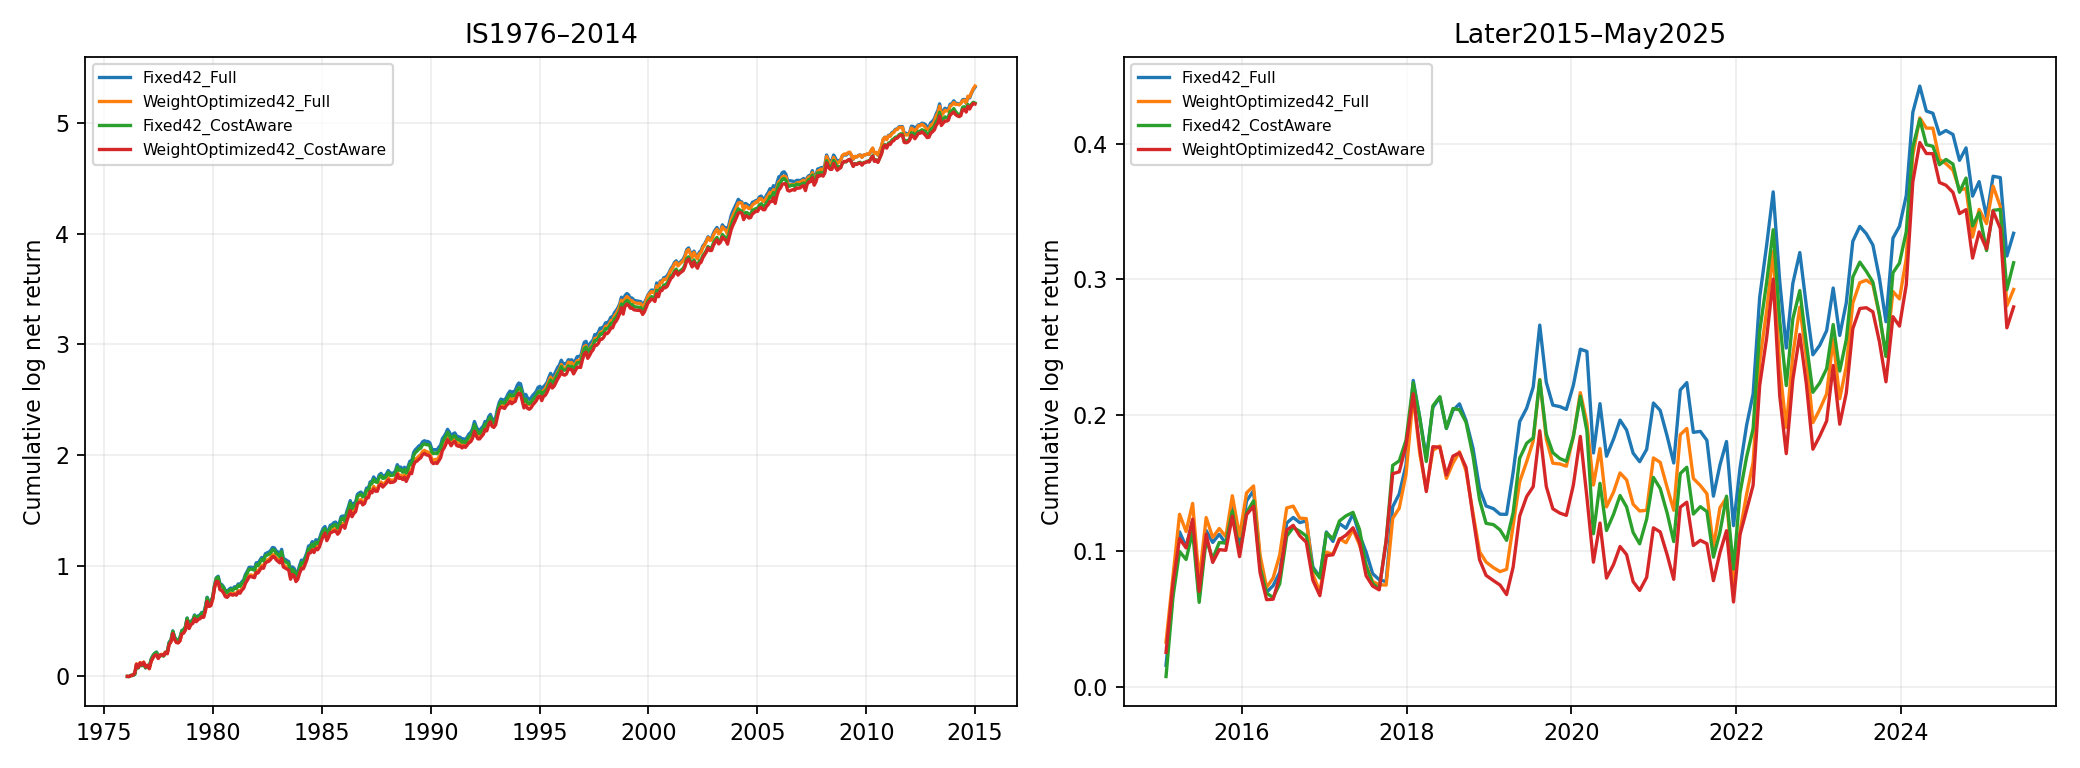 IS1976–2014
Cumulative log net return
Fixed42_Full
WeightOptimized42_Full
Fixed42_CostAware
WeightOptimized42_CostAware
5
4
3
2
1
0
1975 1980 1985 1990 1995 2000 2005 2010 2015
Later2015–May2025
Cumulative log net return
Fixed42_Full
WeightOptimized42_Full
Fixed42_CostAware
WeightOptimized42_CostAware
0.4
0.3
0.2
0.1
0.0
2016 2018 2020 2022 2024